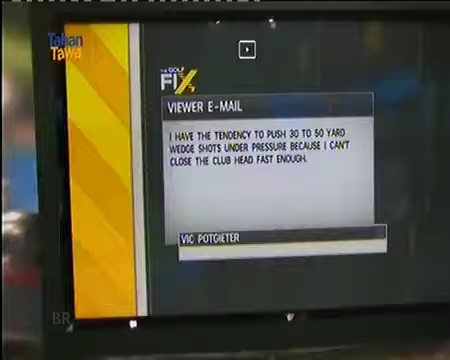 Tahan
Tawa
THE GOLF
FIX
VIEWER E-MAIL
I HAVE THE TENDENCY TO PUSH 30 TO 50 YARD
WEDGE SHOTS UNDER PRESSURE BECAUSE I CAN'T
CLOSE THE CLUB HEAD FAST ENOUGH.
VIC POTGIETER
BR